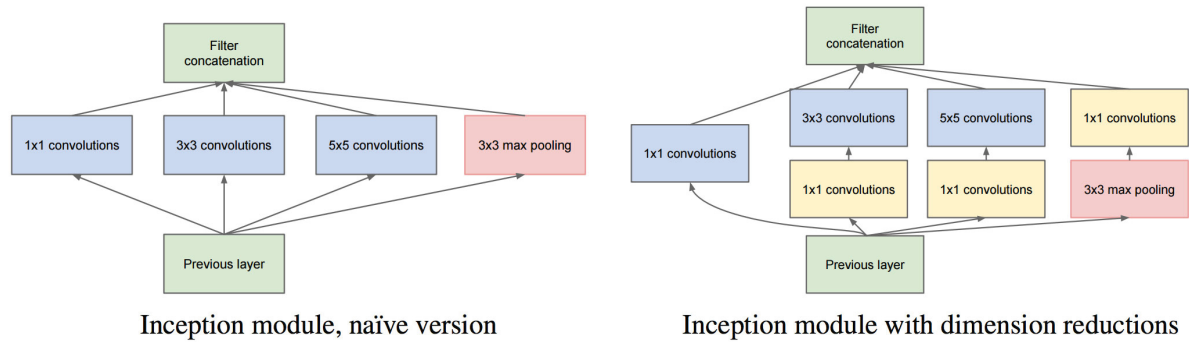 Filter
concatenation
1x1 convolutions
3x3 convolutions
5x5 convolutions
3x3 max pooling
Previous layer
Inception module, naïve version
Filter
concatenation
3x3 convolutions
5x5 convolutions
1x1 convolutions
1x1 convolutions
1x1 convolutions
1x1 convolutions
3x3 max pooling
Previous layer
Inception module with dimension reductions